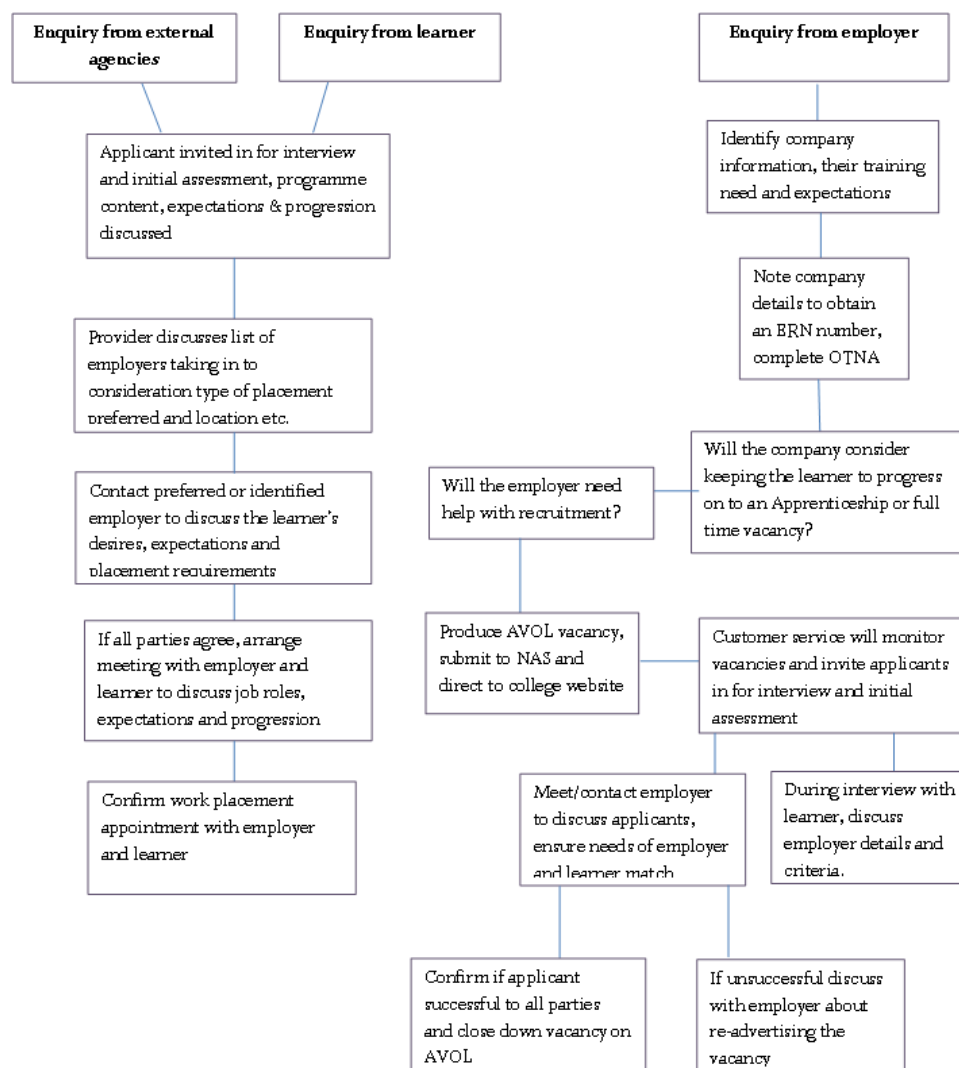 Enquiry from external
agencies
Enquiry from learner
Enquiry from employer
Applicant invited in for interview
and initial assessment, programme
content, expectations & progression
discussed
Identify company
information, their training
need and expectations
Note company
details to obtain
an ERN number,
complete OTNA
Provider discusses list of
employers taking in to
consideration type of placement
preferred and location etc.
Will the company consider
keeping the learner to progress
on to an Apprenticeship or full
time vacancy?
Will the employer need
help with recruitment?
Contact preferred or identified
employer to discuss the learner's
desires, expectations and
placement requirements
If all parties agree, arrange
meeting with employer and
learner to discuss job roles,
expectations and progression
Produce AVOL vacancy,
submit to NAS and
direct to college website
Customer service will monitor
vacancies and invite applicants
in for interview and initial
assessment
Confirm work placement
appointment with employer
and learner
Meet/contact employer
to discuss applicants,
ensure needs of employer
and learner match
During interview with
learner, discuss
employer details and
criteria.
Confirm if applicant
successful to all parties
and close down vacancy on
AVOL
If unsuccessful discuss
with employer about
re-advertising the
vacancy